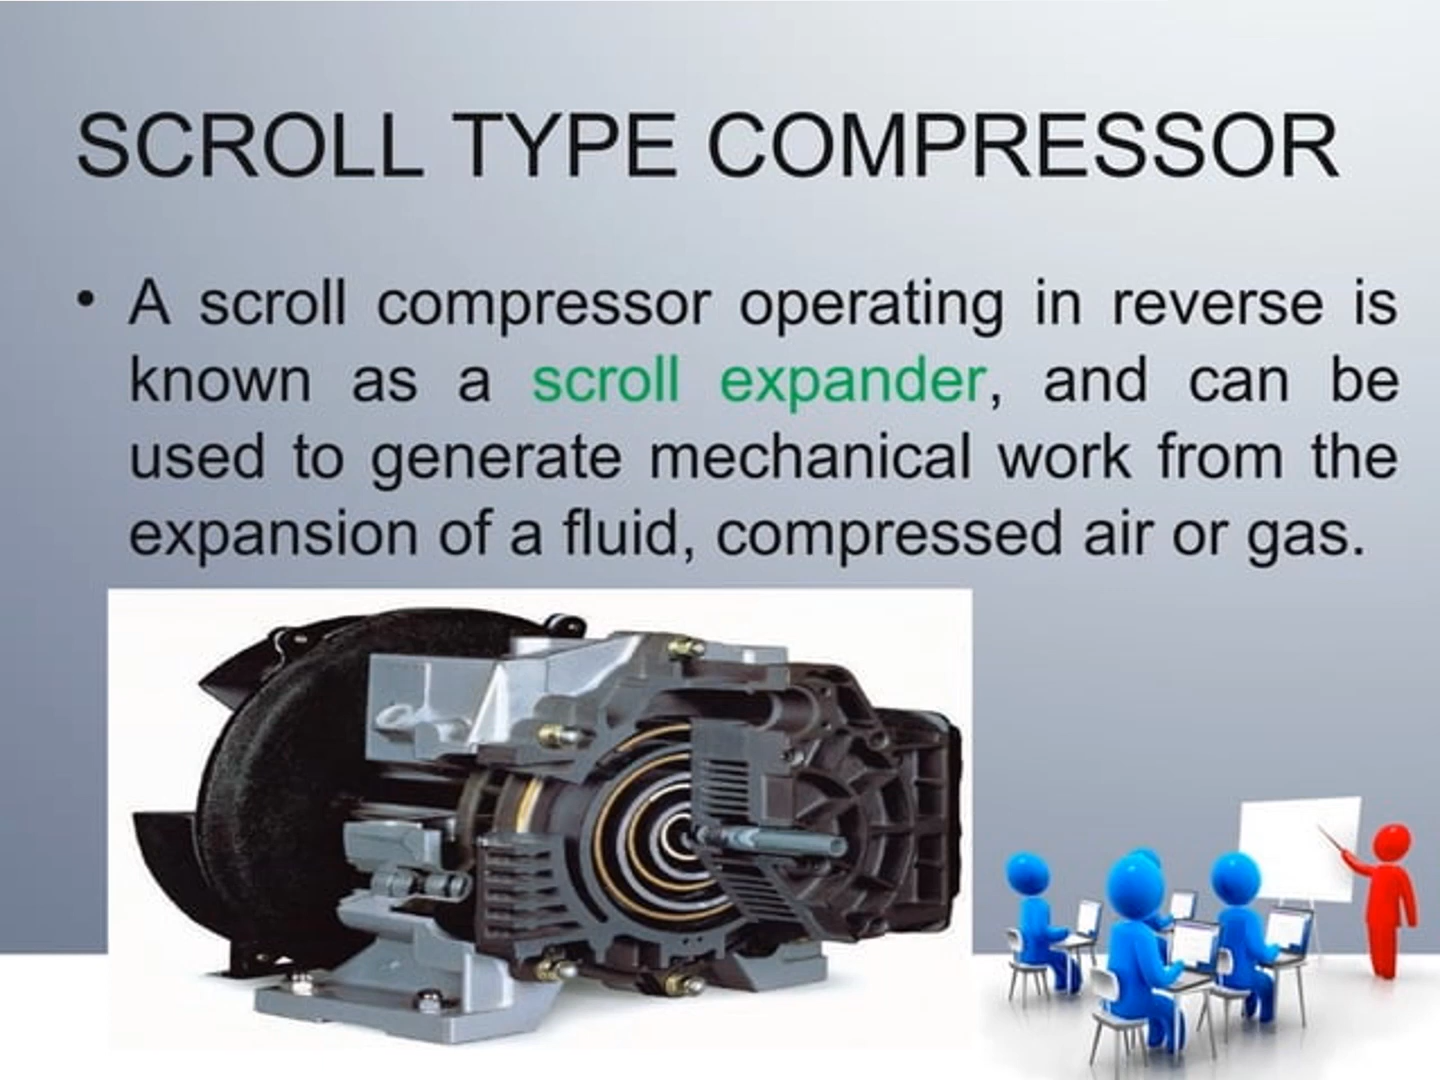 SCROLL TYPE COMPRESSOR
• A scroll compressor operating in reverse is
known as a scroll expander, and can be
used to generate mechanical work from the
expansion of a fluid, compressed air or gas.